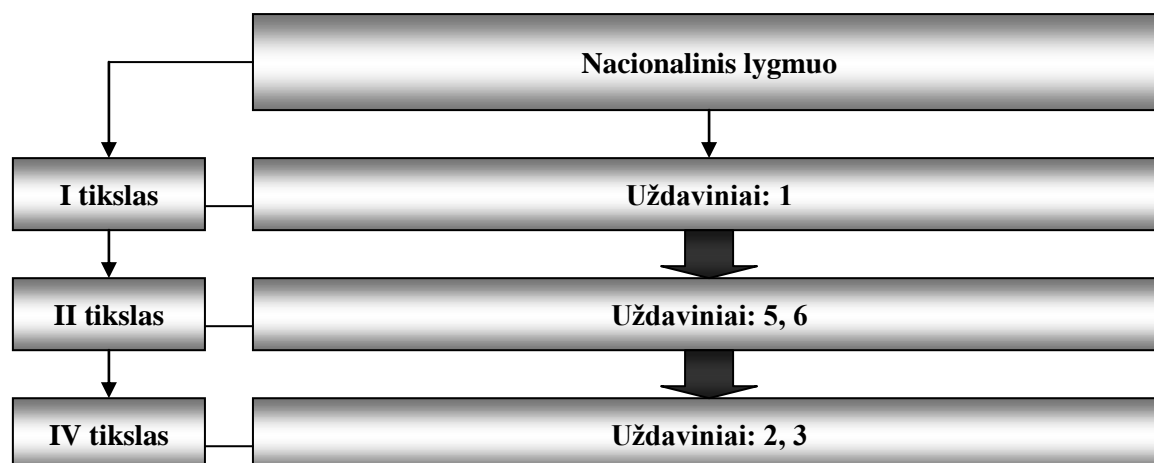 Nacionalinis lygmuo
I tikslas
Uždaviniai: 1
II tikslas
Uždaviniai: 5, 6
IV tikslas
Uždaviniai: 2, 3